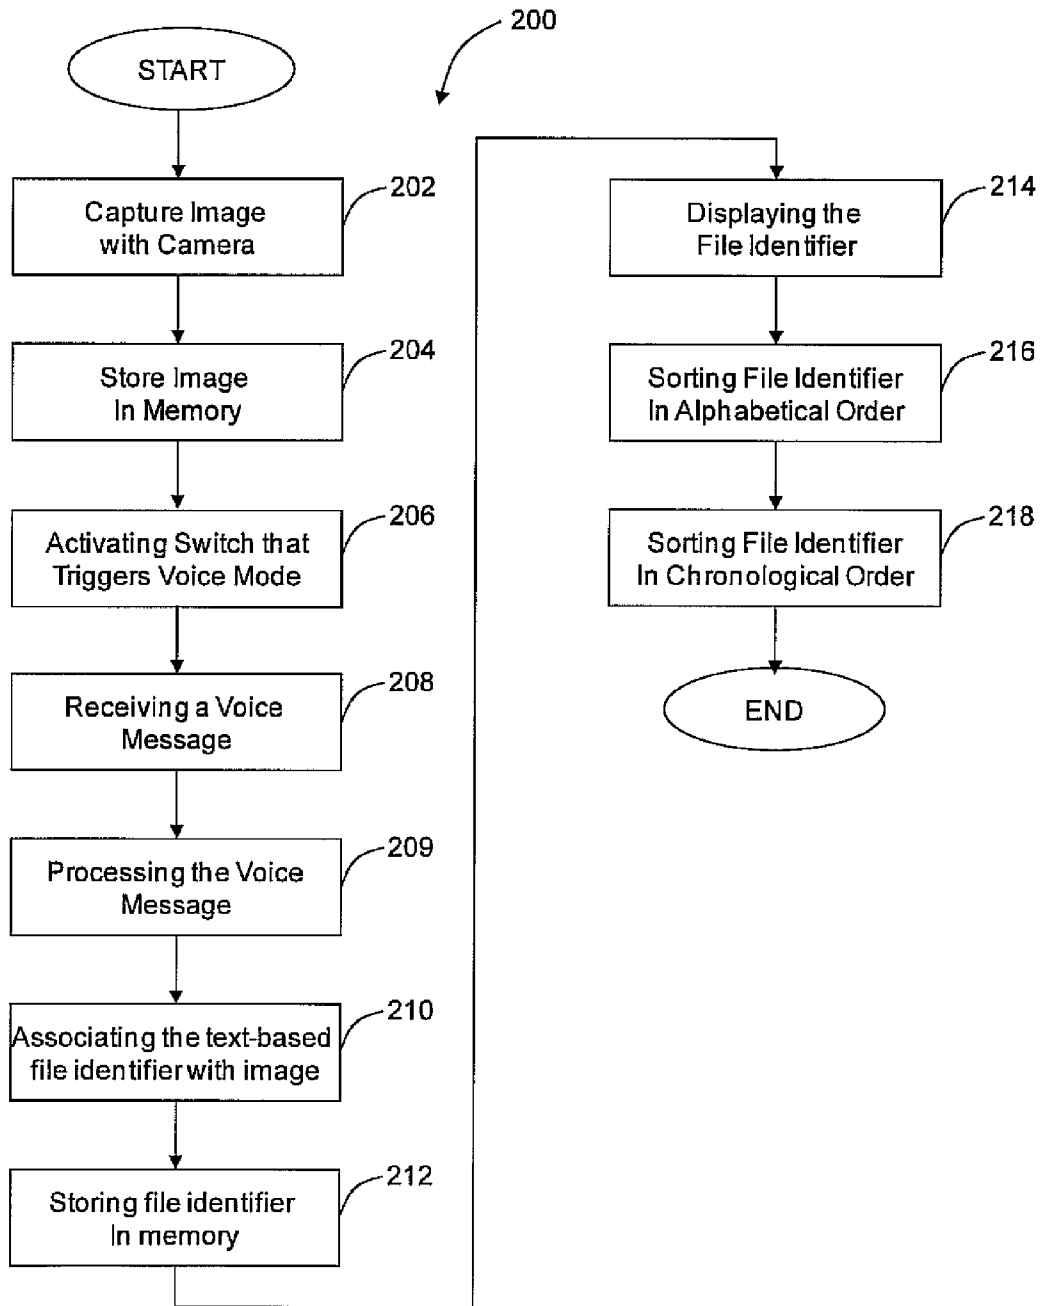 200
START
202
Capture Image
with Camera
204
Store Image
In Memory
206
Activating Switch that
Triggers Voice Mode
208
Receiving a Voice
Message
209
Processing the Voice
Message
210
Associating the text-based
file identifier with image
212
Storing file identifier
In memory
214
Displaying the
File Identifier
216
Sorting File Identifier
In Alphabetical Order
218
Sorting File Identifier
In Chronological Order
END